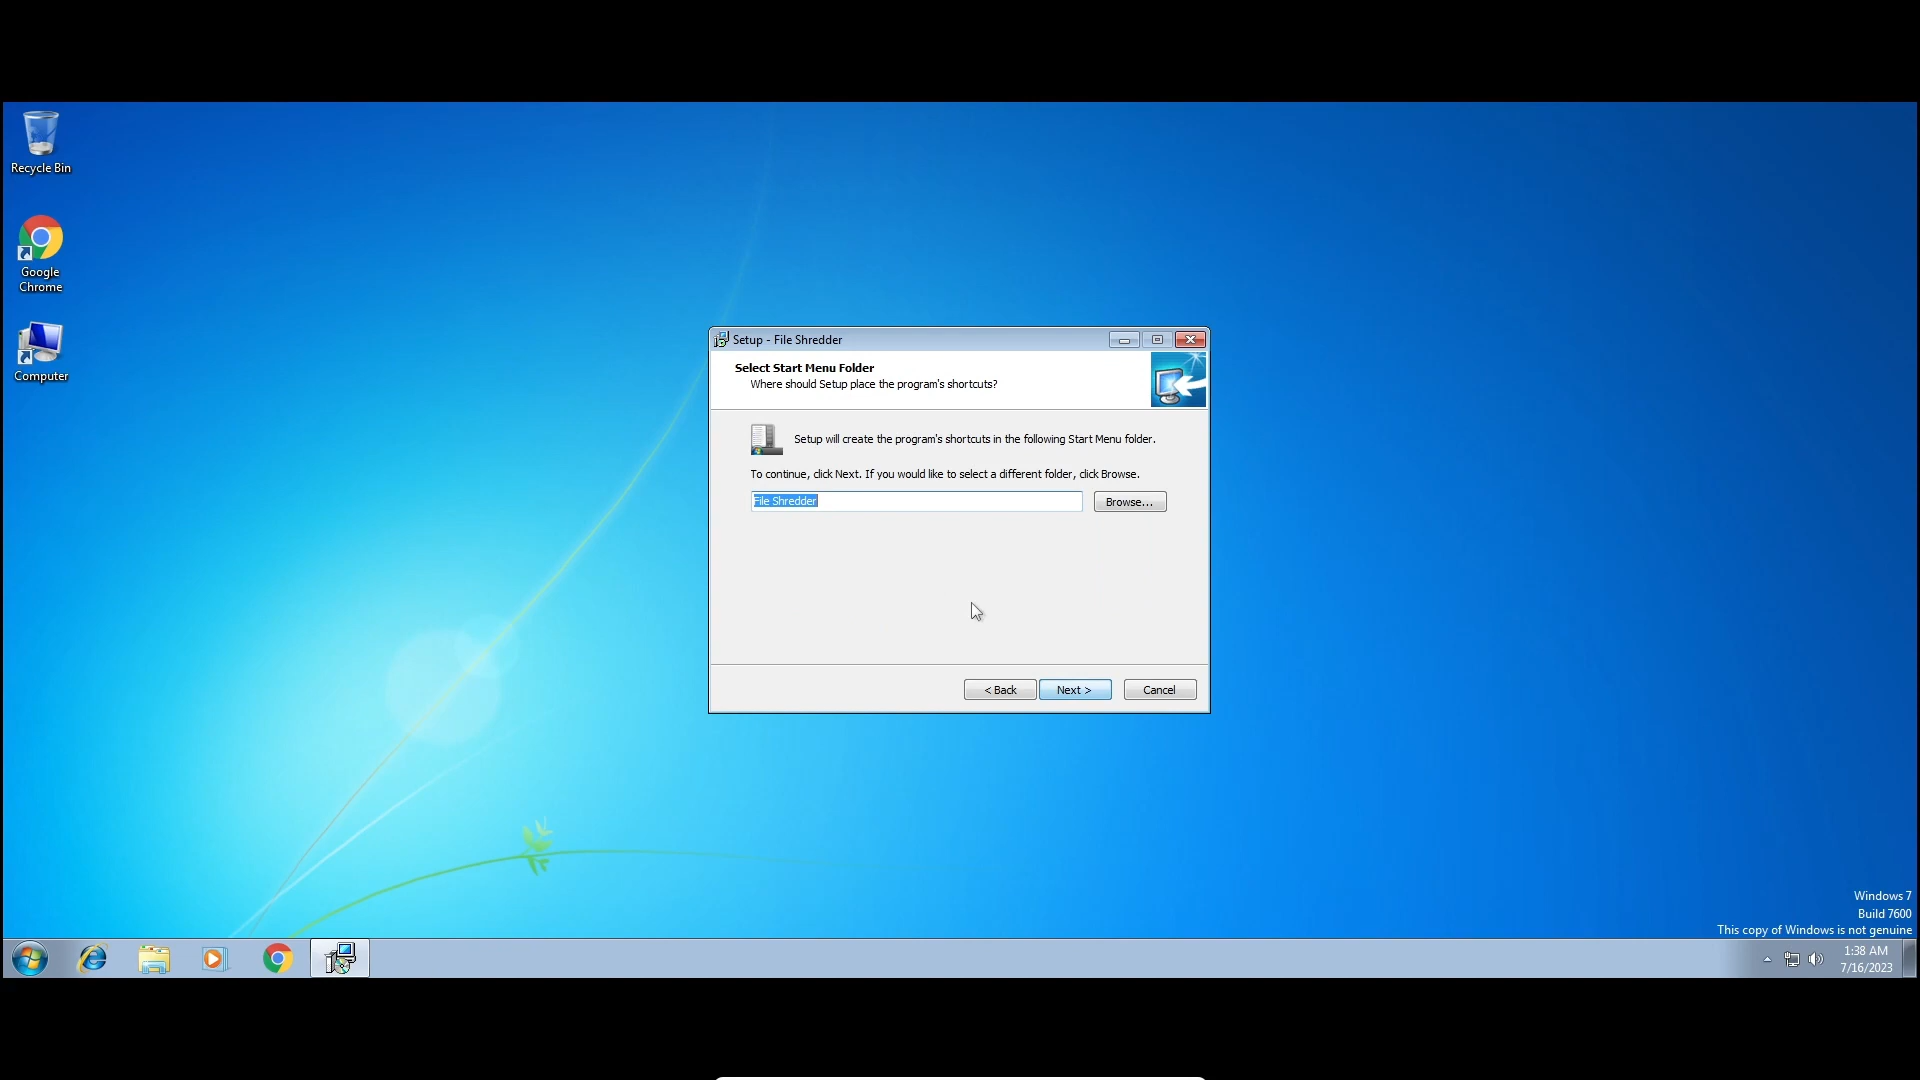 Recycle Bin
Google
Chrome
Computer
Setup - File Shredder
Select Start Menu Folder
Where should Setup place the program's shortcuts?
Setup will create the program's shortcuts in the following Start Menu folder.
To continue, click Next. If you would like to select a different folder, click Browse.
File Shredder
Browse...
< Back
Next >
Cancel
Windows 7
Build 7600
This copy of Windows is not genuine
1:38 AM
7/16/2023